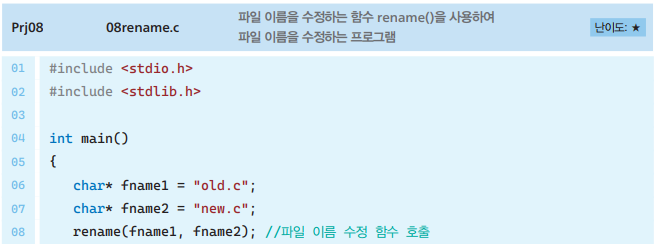 Prj08 08rename.c 파일 이름을 수정하는 함수 rename()을 사용하여
파일 이름을 수정하는 프로그램 난이도: ★
01 #include <stdio.h>
02 #include <stdlib.h>
03
04 int main()
05 {
06 char* fname1 = "old.c";
07 char* fname2 = "new.c";
08 rename(fname1, fname2); //파일 이름 수정 함수 호출